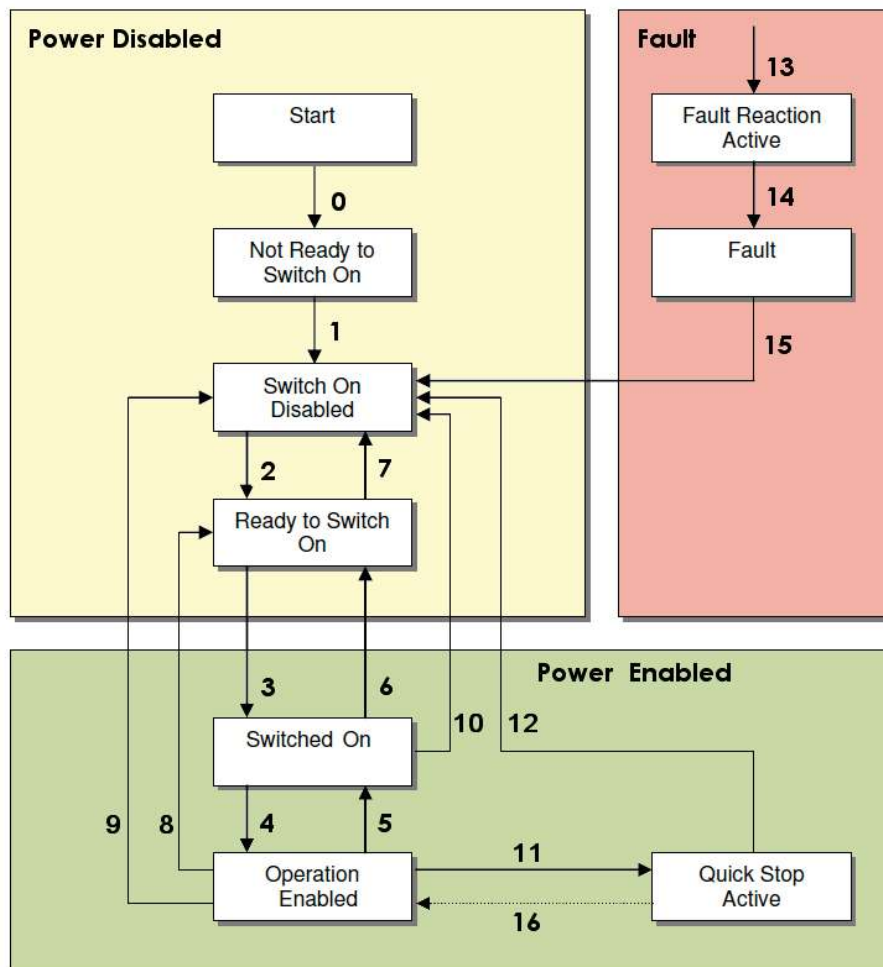 Power Disabled
Fault
13
Start
Fault Reaction
Active
0
14
Not Ready to
Switch On
Fault
1
15
Switch On
Disabled
2
7
Ready to Switch
On
Power Enabled
3
6
10
12
Switched On
9
8
4
5
11
Operation
Enabled
Quick Stop
Active
16